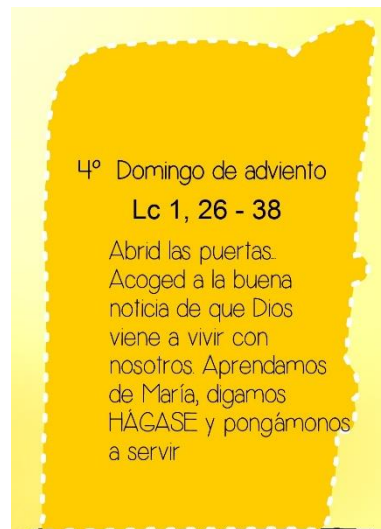 4º Domingo de adviento
Lc 1, 26 - 38
Abrid las puertas..
Acoged a la buena
noticia de que Dios
viene a vivir con
nosotros. Aprendamos
de María, digamos
HÁGASE y pongámonos
a servir